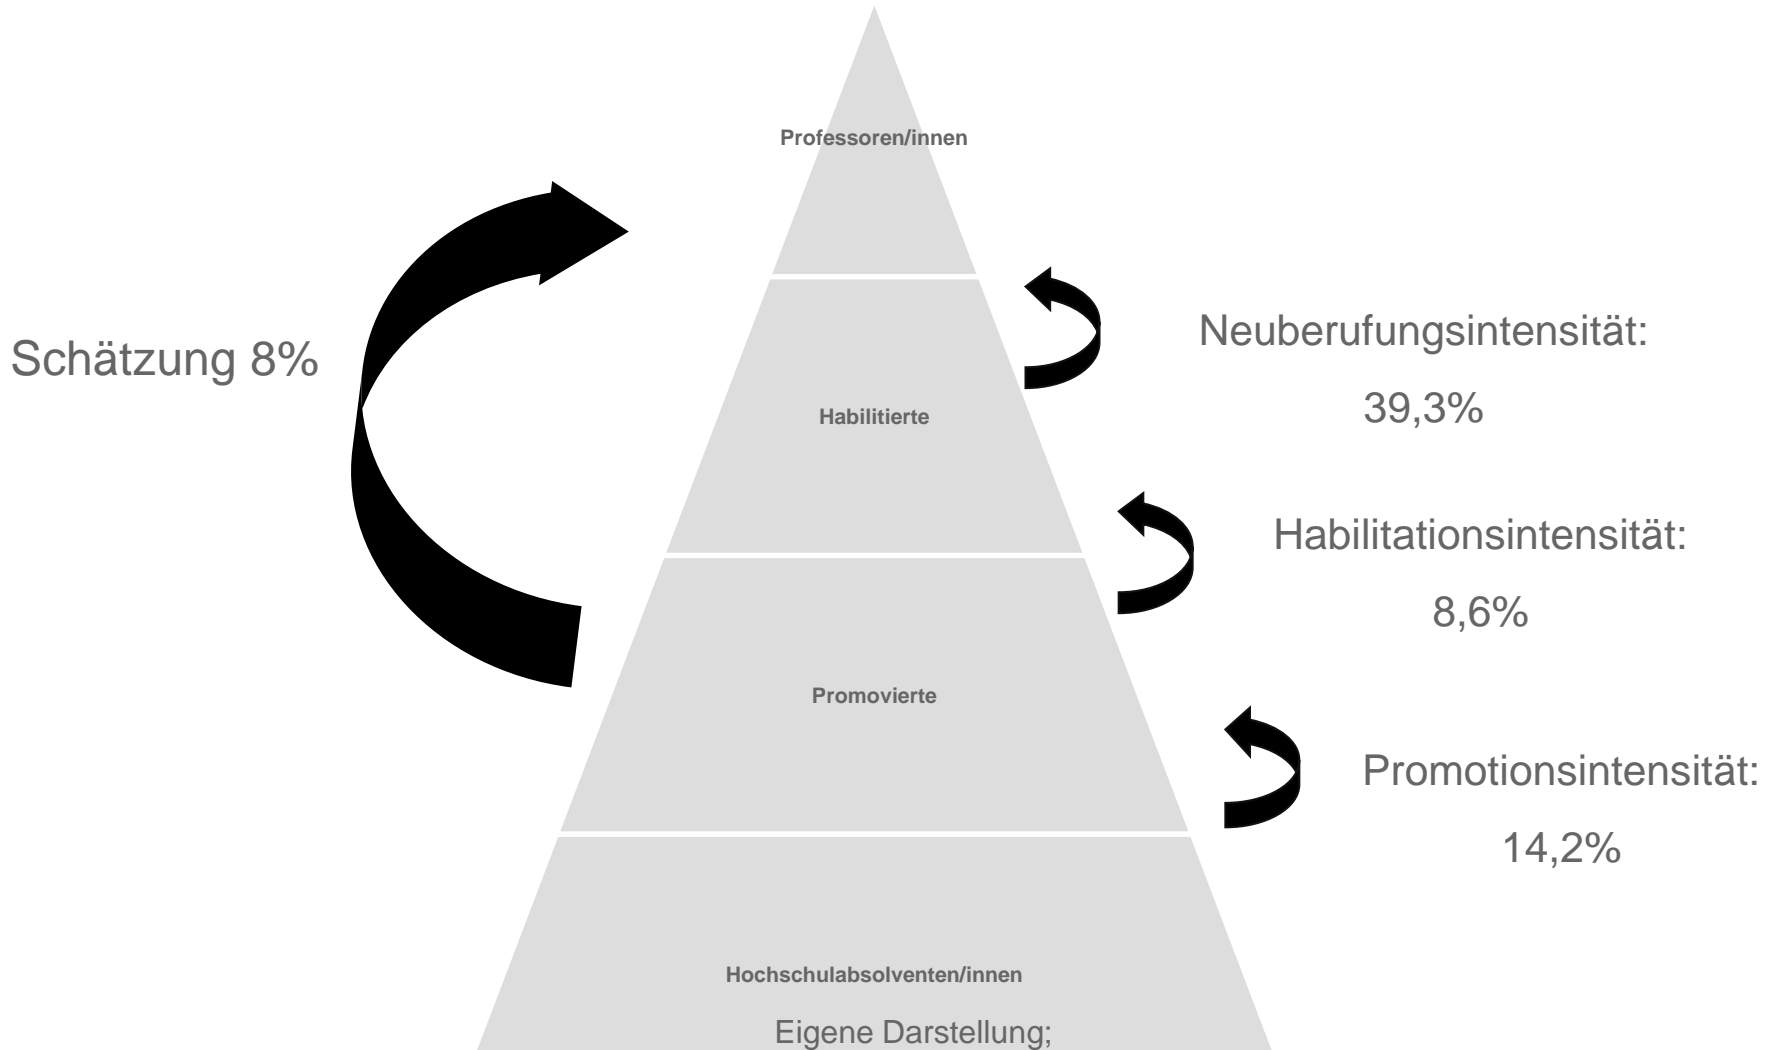 Professoren/innen
Schätzung 8%
Neuberufungsintensität:
39,3%
Habilitierte
Habilitationsintensität:
8,6%
Promovierte
Promotionsintensität:
14,2%
Hochschulabsolventen/innen
Eigene Darstellung;